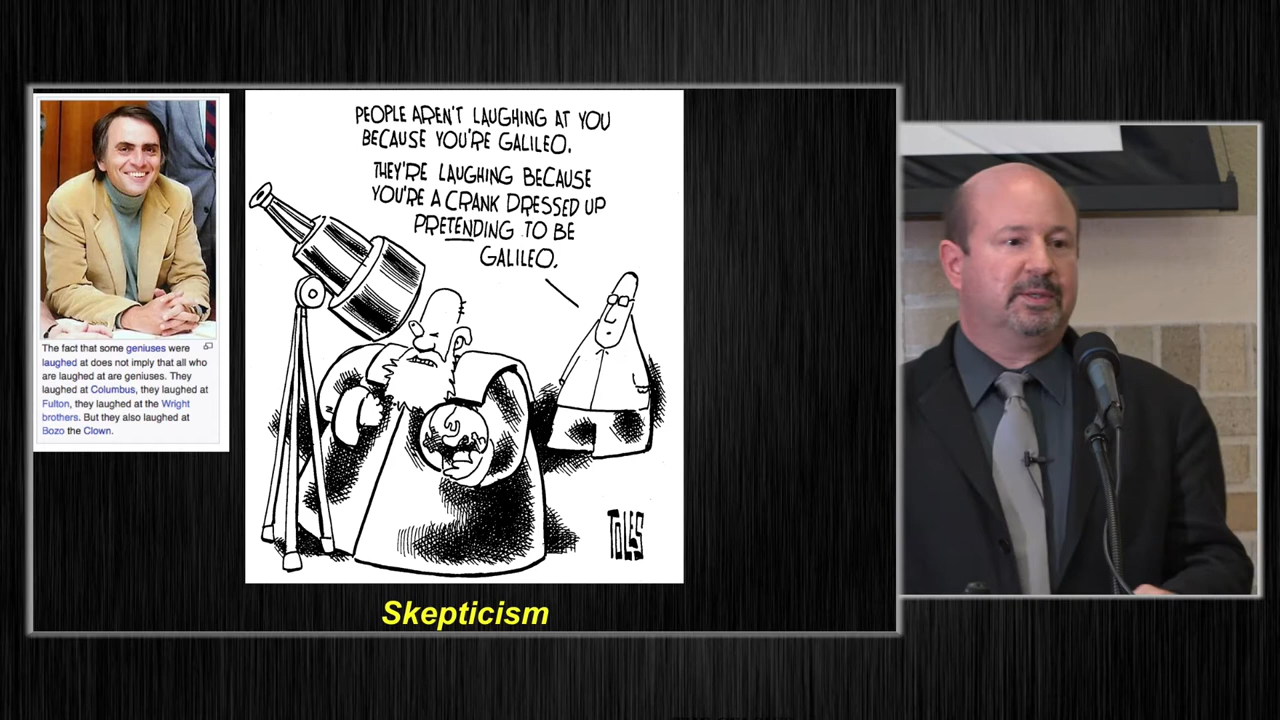 The fact that some geniuses were
laughed at does not imply that all who
are laughed at are geniuses. They
laughed at Columbus, they laughed at
Fulton, they laughed at the Wright
brothers. But they also laughed at
Bozo the Clown.
PEOPLE AREN'T LAUGHING AT YOU
BECAUSE YOU'RE GALILEO.
THEY'RE LAUGHING BECAUSE
YOU'RE A CRANK DRESSED UP
PRETENDING TO BE
GALILEO.
TOLES
Skepticism